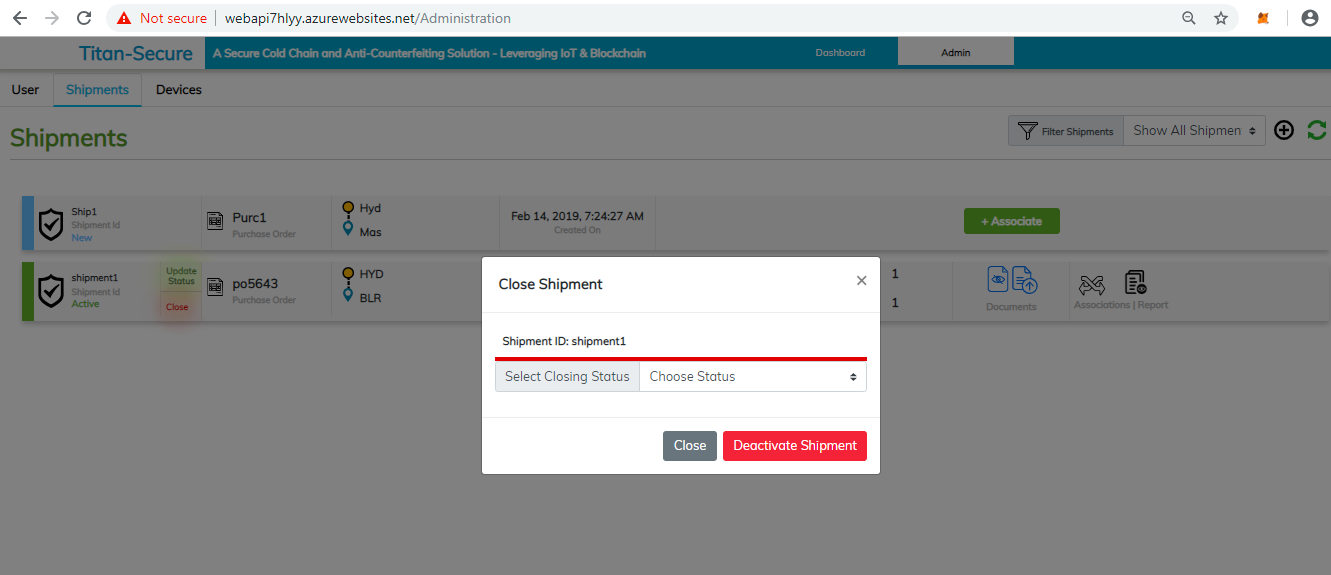 Not secure webapi7hlyy.azurewebsites.net/Administration
Titan-Secure A Secure Cold Chain and Anti-Counterfeiting Solution - Leveraging IoT & Blockchain Dashboard Admin
User Shipments Devices
Shipments
Filter Shipments Show All Shipmen
Ship1
Shipment Id
New
Purc1
Purchase Order
Hyd
Mas
Feb 14, 2019, 7:24:27 AM
Created On
+ Associate
shipment1
Shipment Id
Active
Update
Status
Close
po5643
Purchase Order
HYD
BLR
1
1
Documents
Associations | Report
Close Shipment ×
Shipment ID: shipment1
Select Closing Status Choose Status
Close Deactivate Shipment